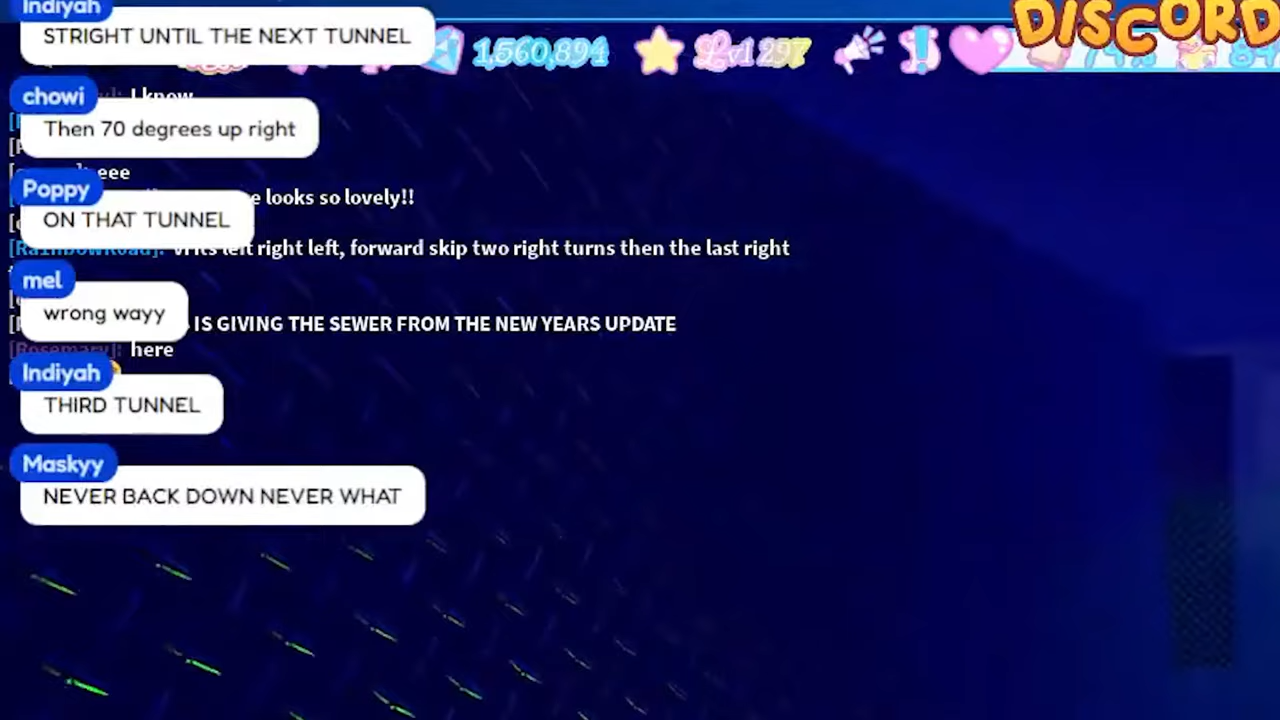 Indiyah
STRIGHT UNTIL THE NEXT TUNNEL
DISCORD
1,560,894
Lvl 297
I know
chowi
Then 70 degrees up right
eee
Poppy
e looks so lovely!!
ON THAT TUNNEL
[RainbowRoad]: left right left, forward skip two right turns then the last right
mel
wrong wayy
IS GIVING THE SEWER FROM THE NEW YEARS UPDATE
[Rosemary]: here
Indiyah
THIRD TUNNEL
Maskyy
NEVER BACK DOWN NEVER WHAT